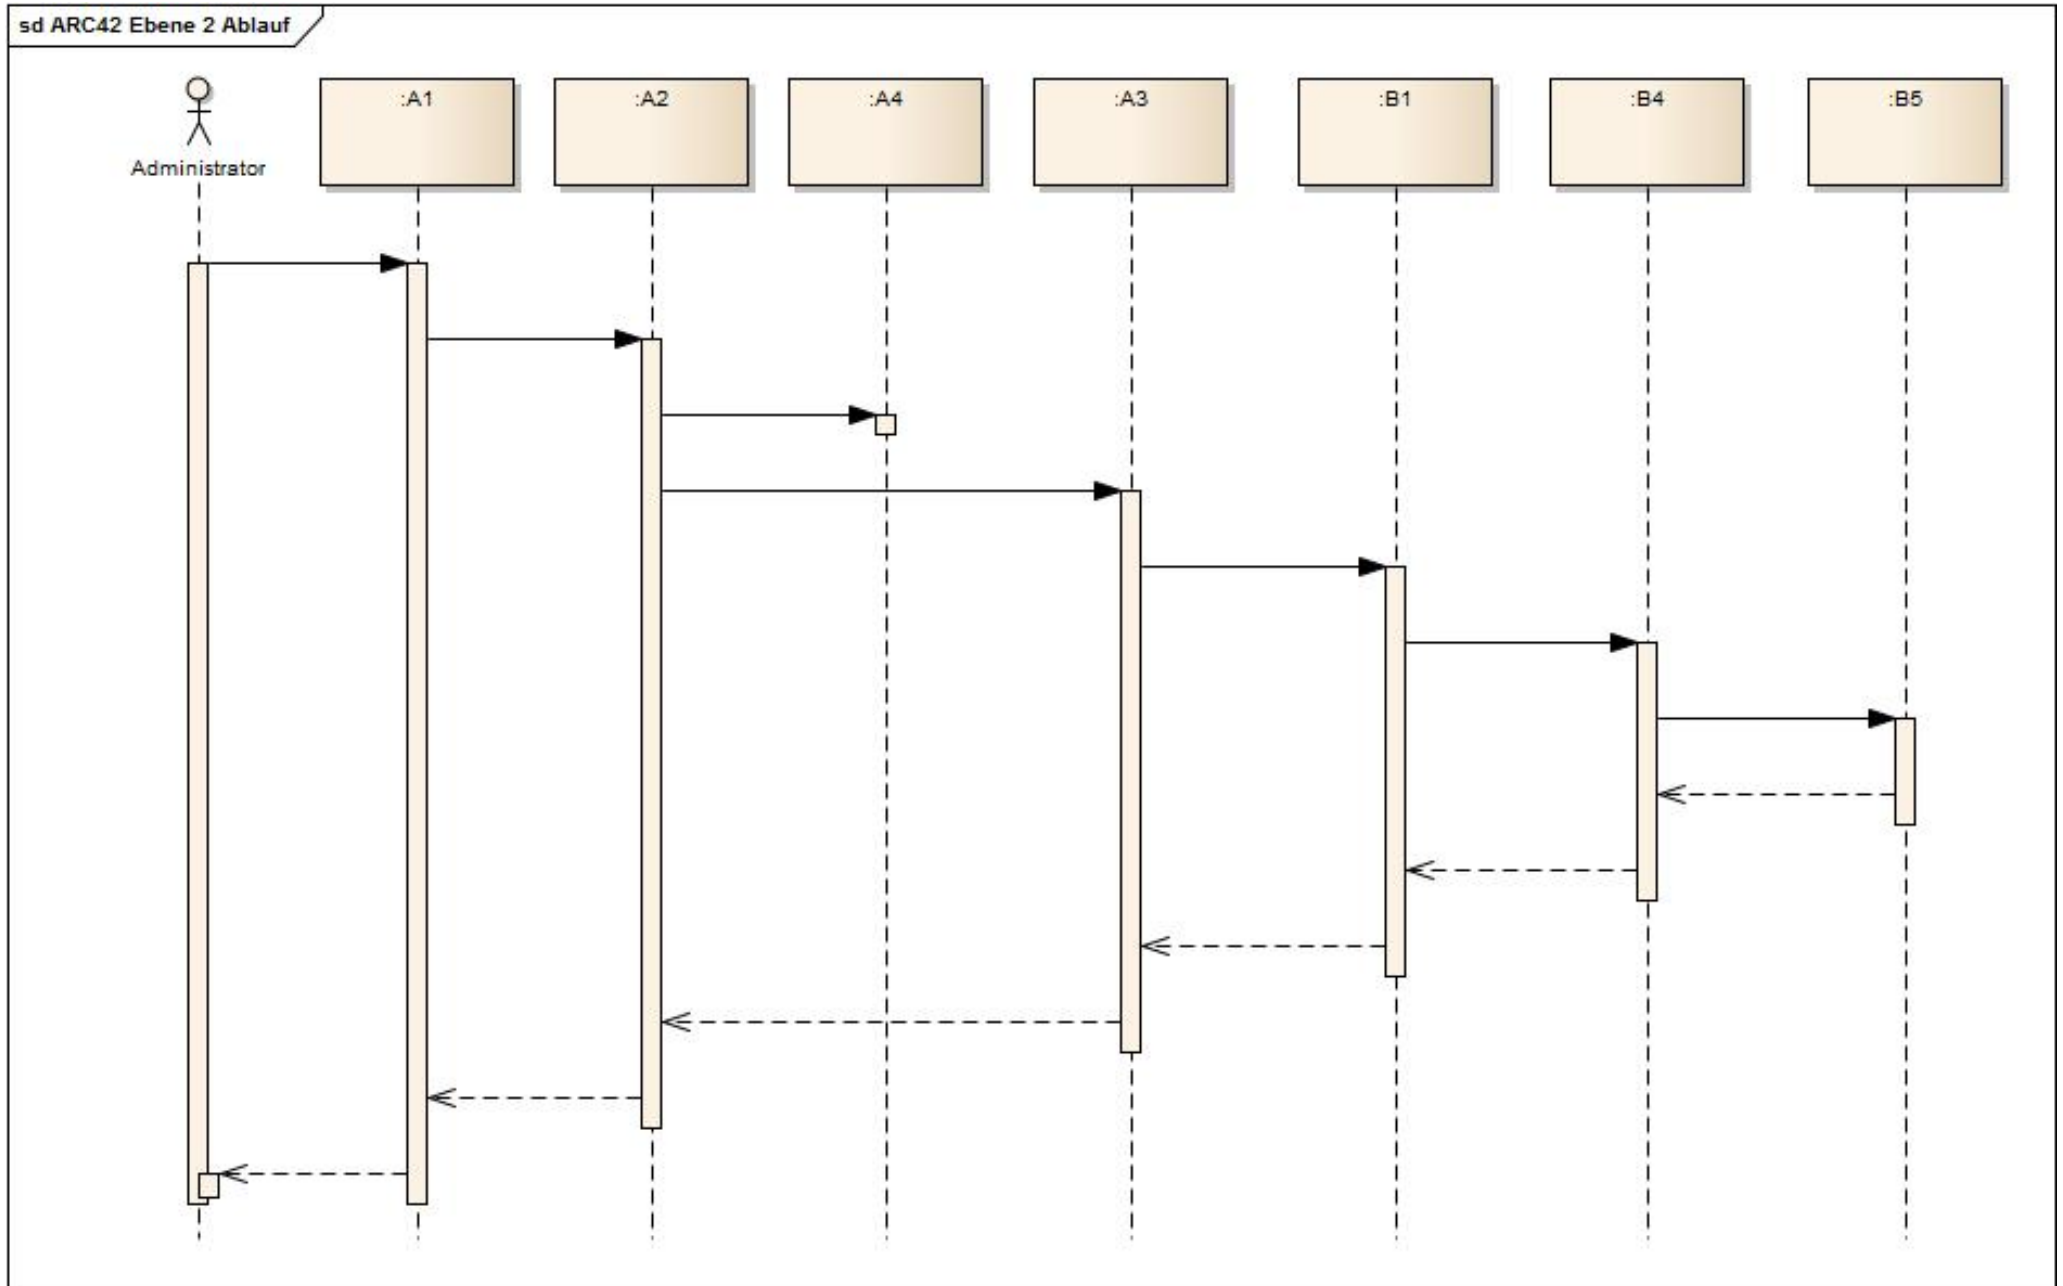 sd ARC42 Ebene 2 Ablauf
:A1
:A2
:A4
:A3
:B1
:B4
:B5
Administrator